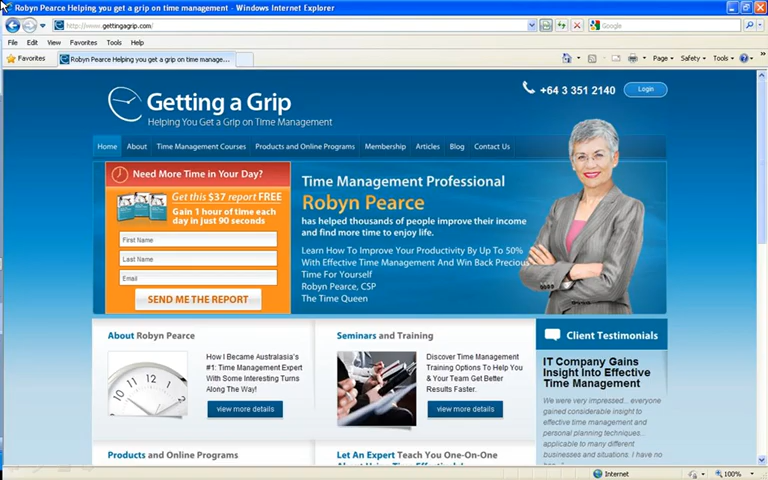 Robyn Pearce Helping you get a grip on time management - Windows Internet Explorer
http://www.gettingagrip.com/
Google
File Edit View Favorites Tools Help
Favorites
Robyn Pearce Helping you get a grip on time manage...
Page Safety Tools
Getting a Grip
Helping You Get a Grip on Time Management
+64 3 351 2140
Login
Home About Time Management Courses Products and Online Programs Membership Articles Blog Contact Us
Need More Time in Your Day?
Get this $37 report FREE
Gain 1 hour of time each
day in just 90 seconds
First Name
Last Name
Email
SEND ME THE REPORT
Time Management Professional
Robyn Pearce
has helped thousands of people improve their income
and find more time to enjoy life.
Learn How To Improve Your Productivity By Up To 50%
With Effective Time Management And Win Back Precious
Time For Yourself
Robyn Pearce, CSP
The Time Queen
About Robyn Pearce
How I Became Australasia's
#1: Time Management Expert
With Some Interesting Turns
Along The Way!
view more details
Seminars and Training
Discover Time Management
Training Options To Help You
& Your Team Get Better
Results Faster.
view more details
Client Testimonials
IT Company Gains
Insight Into Effective
Time Management
We were very impressed... everyone
gained considerable insight to
effective time management and
personal planning techniques...
applicable to many different
businesses and situations. I have no
Products and Online Programs
Let An Expert Teach You One-On-One
About Using Time Effectively!
Internet
100%